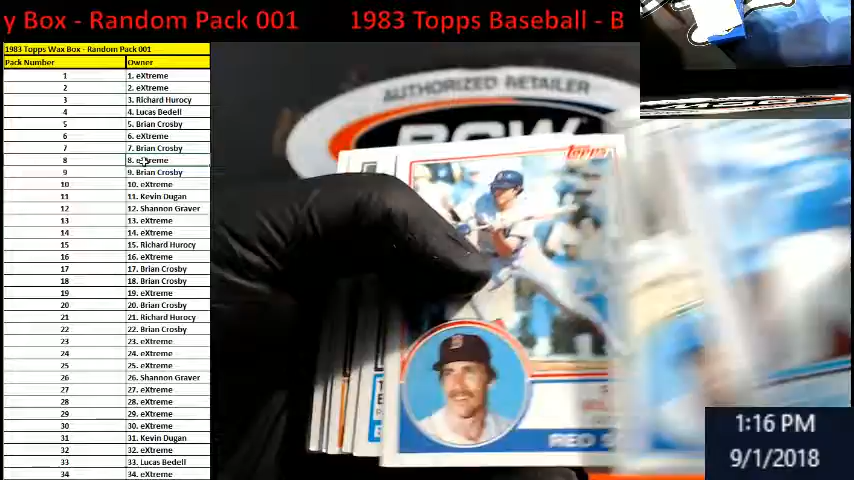 y Box - Random Pack 001 1983 Topps Baseball - B
1983 Topps Wax Box - Random Pack 001
Pack Number Owner
1 1. eXtreme
2 2. eXtreme
3 3. Richard Hurocy
4 4. Lucas Bedell
5 5. Brian Crosby
6 6. eXtreme
7 7. Brian Crosby
8 8. eXtreme
9 9. Brian Crosby
10 10. eXtreme
11 11. Kevin Dugan
12 12. Shannon Graver
13 13. eXtreme
14 14. eXtreme
15 15. Richard Hurocy
16 16. eXtreme
17 17. Brian Crosby
18 18. Brian Crosby
19 19. eXtreme
20 20. Brian Crosby
21 21. Richard Hurocy
22 22. Brian Crosby
23 23. eXtreme
24 24. eXtreme
25 25. eXtreme
26 26. Shannon Graver
27 27. eXtreme
28 28. eXtreme
29 29. eXtreme
30 30. eXtreme
31 31. Kevin Dugan
32 32. eXtreme
33 33. Lucas Bedell
34 34. eXtreme
AUTHORIZED RETAILER
BCW
Topps
B
RED S
1:16 PM
9/1/2018